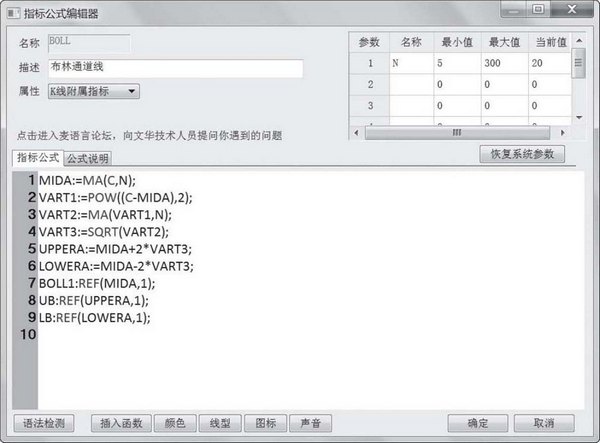 指标公式编辑器
名称 BOLL
描述 布林通道线
属性 K线附属指标
参数 名称 最小值 最大值 当前值
1 N 5 300 20
2 0 0 0
3 0 0 0
点击进入麦语言论坛，向文华技术人员提问你遇到的问题
指标公式 公式说明 恢复系统参数
1 MIDA:=MA(C,N);
2 VART1:=POW((C-MIDA),2);
3 VART2:=MA(VART1,N);
4 VART3:=SQRT(VART2);
5 UPPERA:=MIDA+2*VART3;
6 LOWERA:=MIDA-2*VART3;
7 BOLL1:REF(MIDA,1);
8 UB:REF(UPPERA,1);
9 LB:REF(LOWERA,1);
10
语法检测 插入函数 颜色 线型 图标 声音 确定 取消